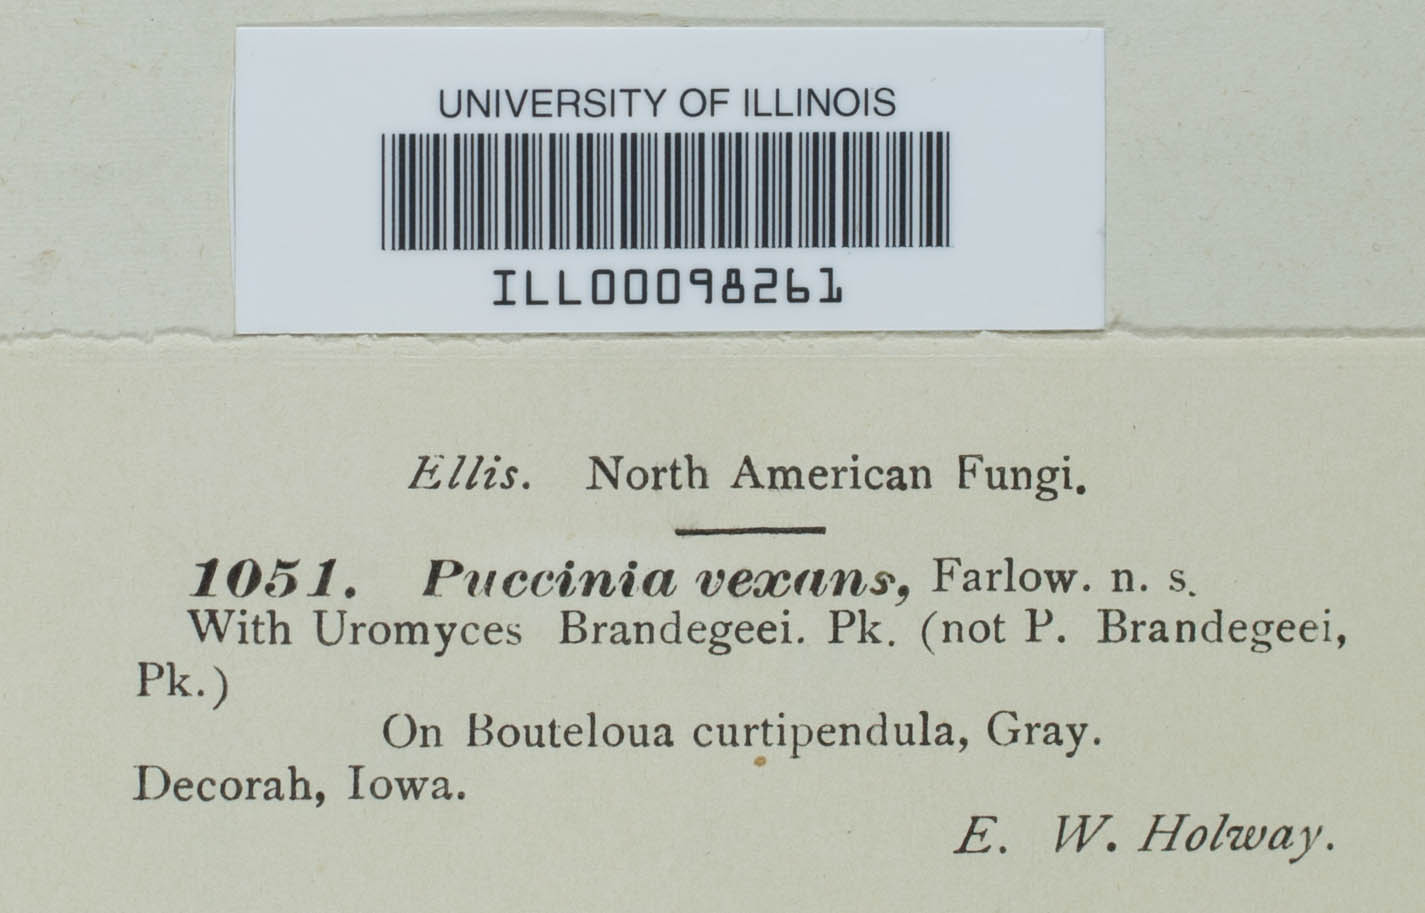 UNIVERSITY OF ILLINOIS
ILL00098261
Ellis. North American Fungi.
1051. Puccinia vexans, Farlow. n. s.
With Uromyces Brandegeei. Pk. (not P. Brandegeei,
Pk.)
On Bouteloua curtipendula, Gray.
Decorah, Iowa.
E. W. Holway.